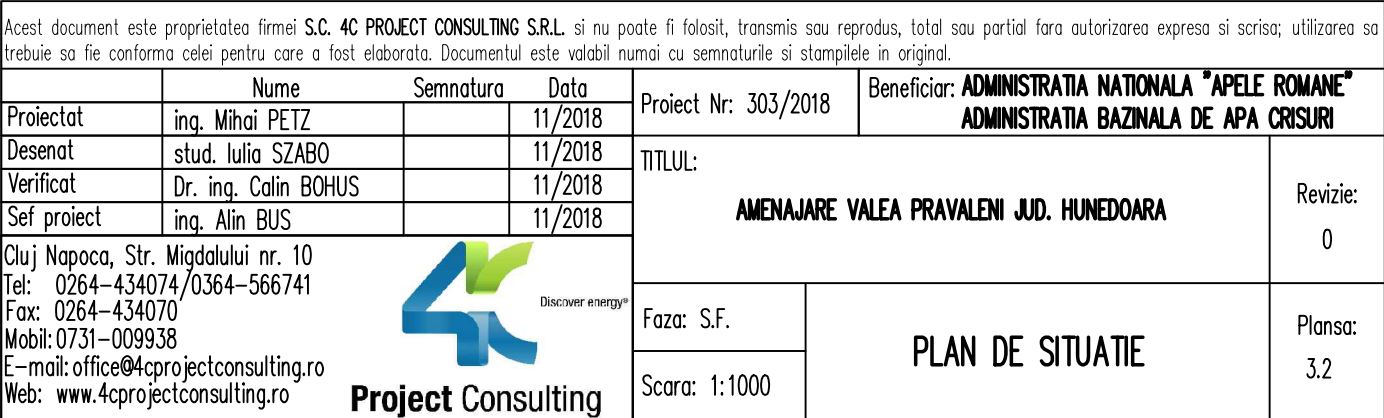 Acest document este proprietatea firmei S.C. 4C PROJECT CONSULTING S.R.L. si nu poate fi folosit, transmis sau reprodus, total sau partial fara autorizarea expresa si scrisa; utilizarea sa
trebuie sa fie conforma celei pentru care a fost elaborata. Documentul este valabil numai cu semnaturile si stampilele in original.
Nume Semnatura Data
Proiectat ing. Mihai PETZ 11/2018
Desenat stud. Iulia SZABO 11/2018
Verificat Dr. ing. Calin BOHUS 11/2018
Sef proiect ing. Alin BUS 11/2018
Cluj Napoca, Str. Migdalului nr. 10
Tel: 0264-434074/0364-566741
Fax: 0264-434070
Mobil: 0731-009938
E-mail: office@4cprojectconsulting.ro
Web: www.4cprojectconsulting.ro
4C
Discover energy®
Project Consulting
Proiect Nr: 303/2018
Beneficiar: ADMINISTRATIA NATIONALA "APELE ROMANE"
ADMINISTRATIA BAZINALA DE APA CRISURI
TITLUL:
AMENAJARE VALEA PRAVALENI JUD. HUNEDOARA
Revizie:
0
Faza: S.F.
Scara: 1:1000
PLAN DE SITUATIE
Plansa:
3.2